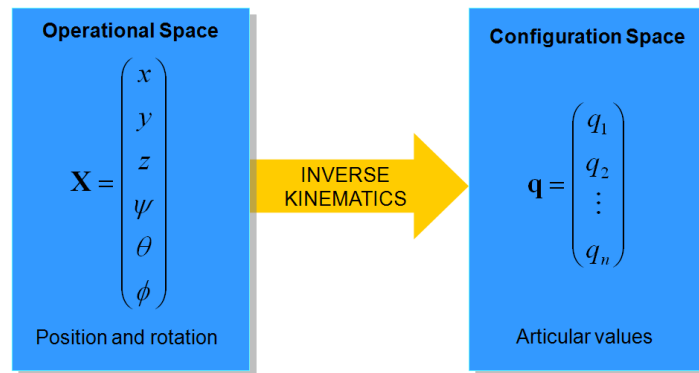 Operational Space
X = (x y z ψ θ ϕ)
Position and rotation
INVERSE
KINEMATICS
Configuration Space
q = (q₁ q₂ ⋮ qₙ)
Articular values